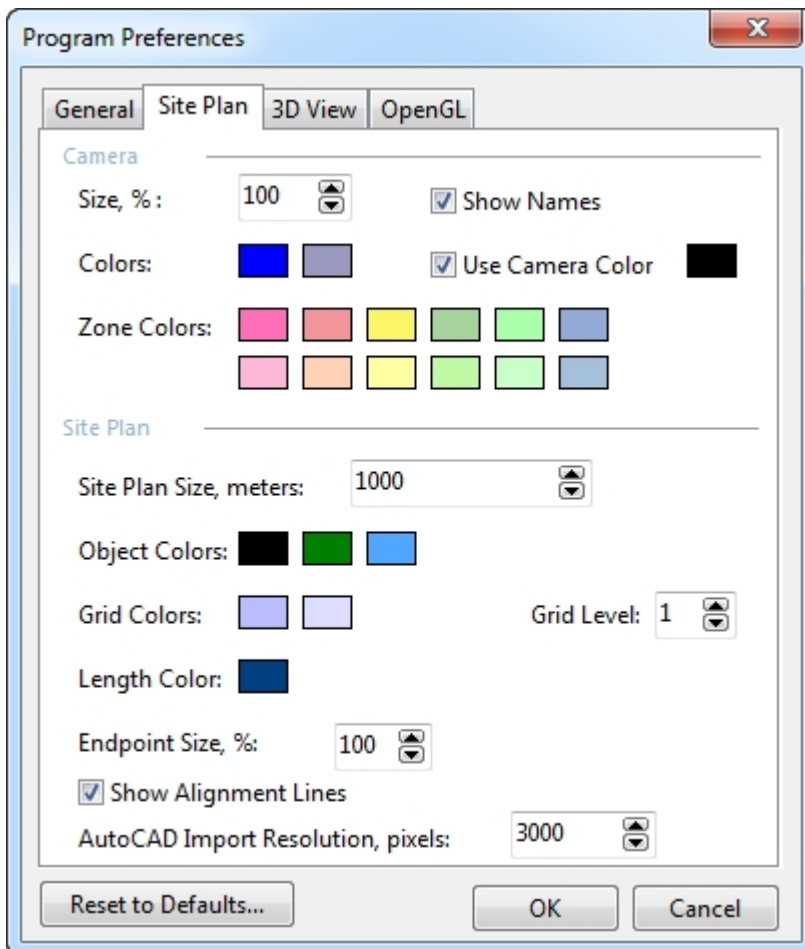 Program Preferences
General Site Plan 3D View OpenGL
Camera
Size, % : 100 Show Names
Colors: Use Camera Color
Zone Colors:
Site Plan
Site Plan Size, meters: 1000
Object Colors:
Grid Colors: Grid Level: 1
Length Color:
Endpoint Size, %: 100
Show Alignment Lines
AutoCAD Import Resolution, pixels: 3000
Reset to Defaults... OK Cancel